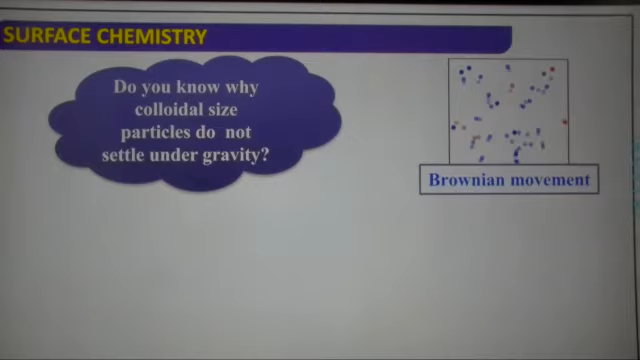 SURFACE CHEMISTRY
Do you know why
colloidal size
particles do not
settle under gravity?
Brownian movement